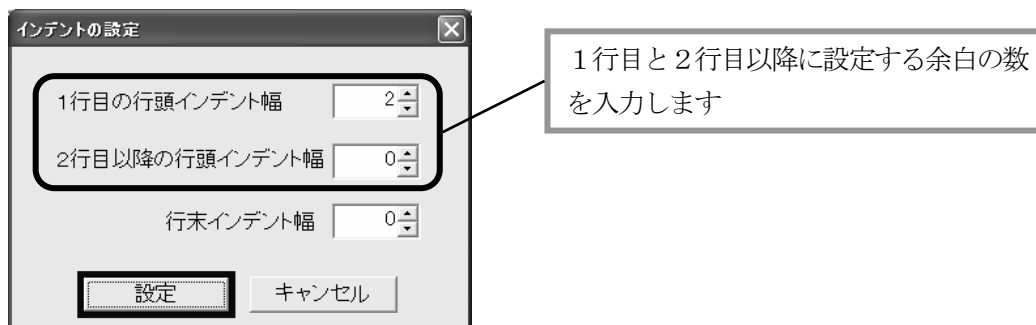 インデントの設定
1行目の行頭インデント幅 2
2行目以降の行頭インデント幅 0
行末インデント幅 0
設定 キャンセル
１行目と２行目以降に設定する余白の数
を入力します